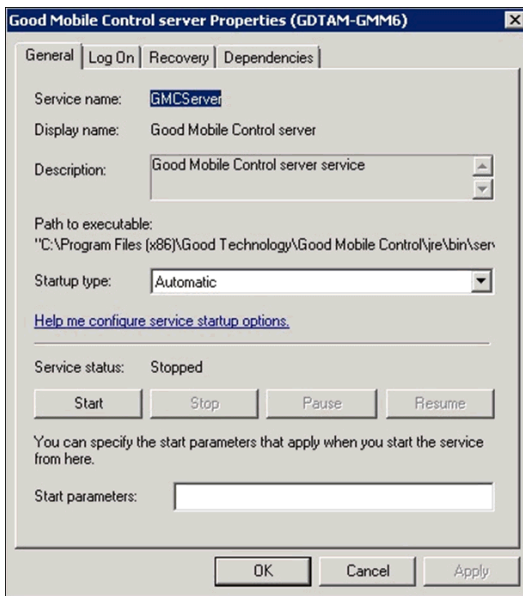 Good Mobile Control server Properties (GDTAM-GMM6)
General Log On Recovery Dependencies
Service name: GMCServer
Display name: Good Mobile Control server
Description: Good Mobile Control server service
Path to executable:
"C:\Program Files (x86)\Good Technology\Good Mobile Control\jre\bin\serv
Startup type: Automatic
Help me configure service startup options.
Service status: Stopped
Start Stop Pause Resume
You can specify the start parameters that apply when you start the service
from here.
Start parameters:
OK Cancel Apply